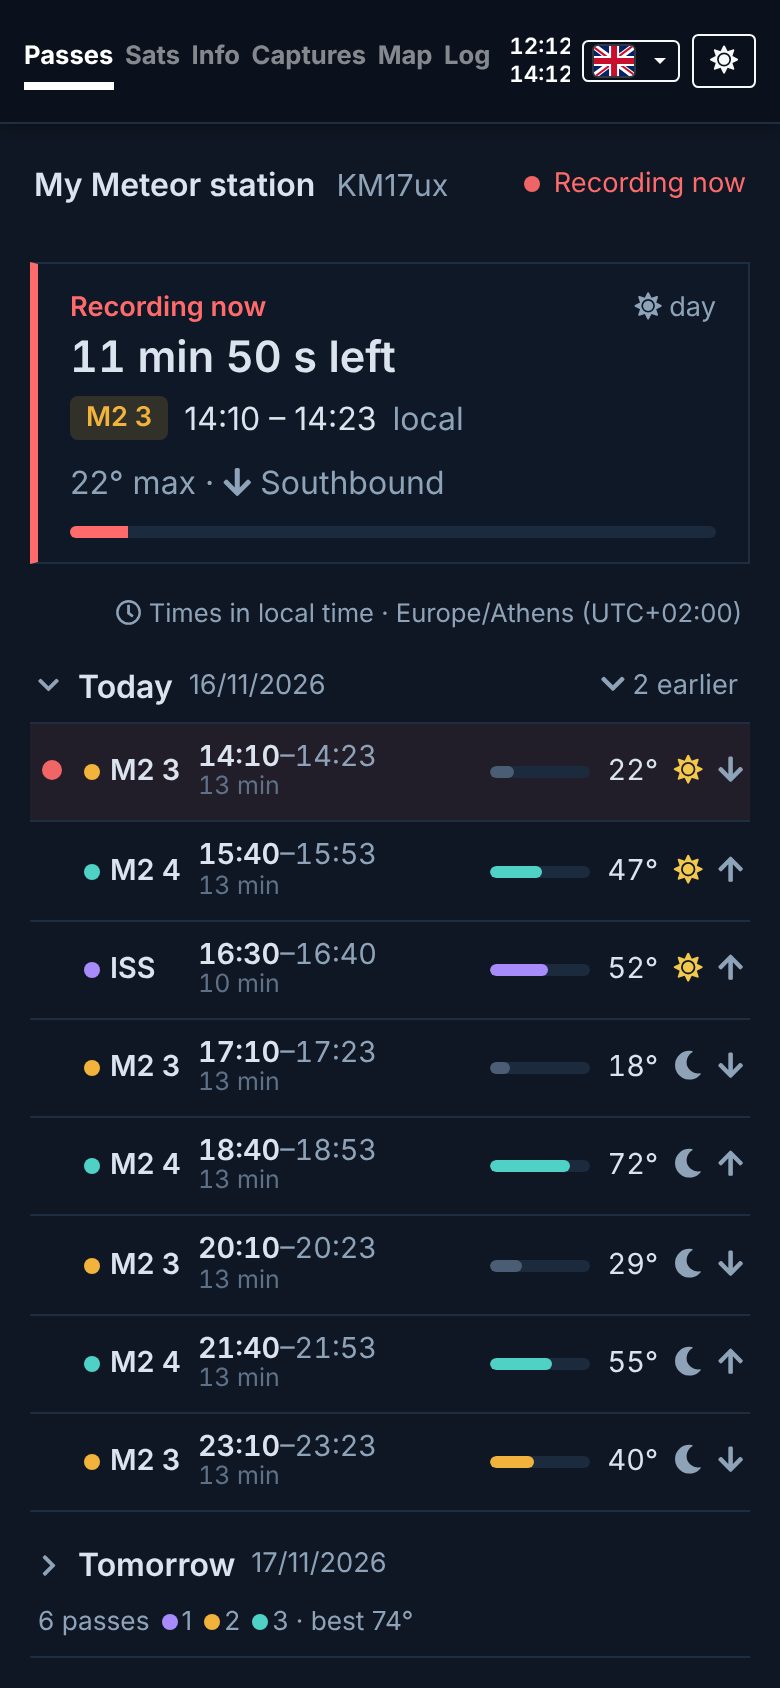 Passes Sats Info Captures Map Log 12:12
14:12
My Meteor station KM17ux Recording now
Recording now day
11 min 50 s left
M2 3 14:10 – 14:23 local
22° max · ↓ Southbound
Times in local time · Europe/Athens (UTC+02:00)
Today 16/11/2026 2 earlier
M2 3 14:10–14:23 22° ↓
13 min
M2 4 15:40–15:53 47° ↑
13 min
ISS 16:30–16:40 52° ↑
10 min
M2 3 17:10–17:23 18° ↓
13 min
M2 4 18:40–18:53 72° ↑
13 min
M2 3 20:10–20:23 29° ↓
13 min
M2 4 21:40–21:53 55° ↑
13 min
M2 3 23:10–23:23 40° ↓
13 min
Tomorrow 17/11/2026
6 passes 1 2 3 · best 74°